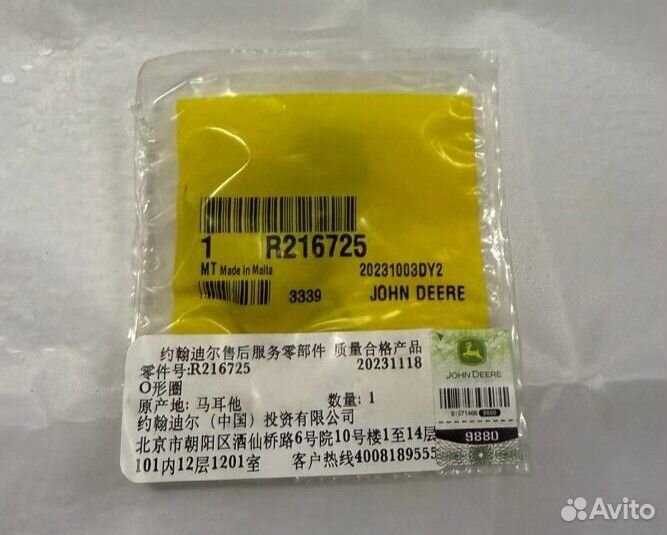 1 R216725
MT Made in Malta 20231003DY2
3339 JOHN DEERE
约翰迪尔售后服务零部件 质量合格产品
零件号:R216725 20231118
O形圈
原产地: 马耳他 数量: 1
约翰迪尔 (中国) 投资有限公司
北京市朝阳区酒仙桥路6号院10号楼1至14层
101内12层1201室 客户热线4008189555
JOHN DEERE
9880
9880
Avito